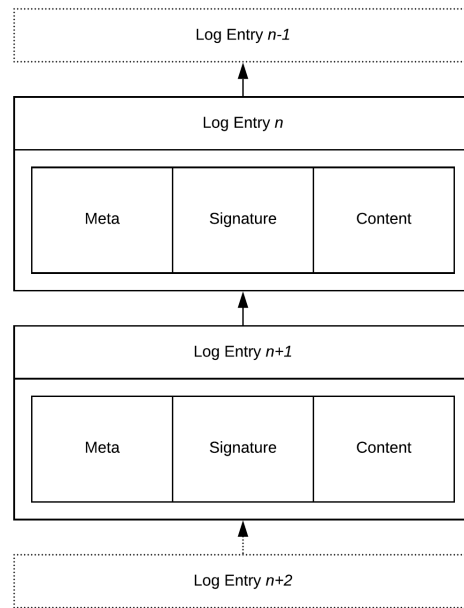 Log Entry n-1
Log Entry n
Meta Signature Content
Log Entry n+1
Meta Signature Content
Log Entry n+2